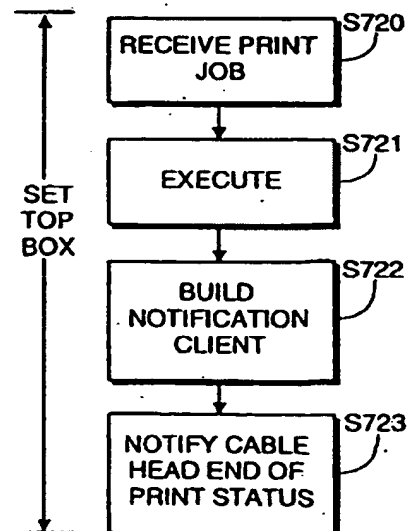 RECEIVE PRINT
JOB
S720
EXECUTE
S721
SET
TOP
BOX
BUILD
NOTIFICATION
CLIENT
S722
NOTIFY CABLE
HEAD END OF
PRINT STATUS
S723